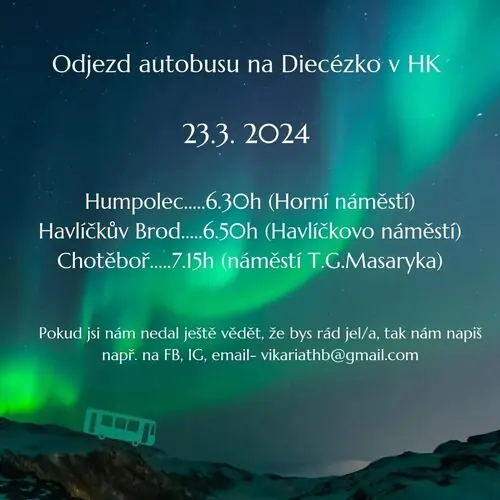 Odjezd autobusu na Diecézko v HK
23.3. 2024
Humpolec.....6.30h (Horní náměstí)
Havlíčkův Brod.....6.50h (Havlíčkovo náměstí)
Chotěboř.....7.15h (náměstí T.G.Masaryka)
Pokud jsi nám nedal ještě vědět, že bys rád jel/a, tak nám napiš
např. na FB, IG, email- vikariathb@gmail.com